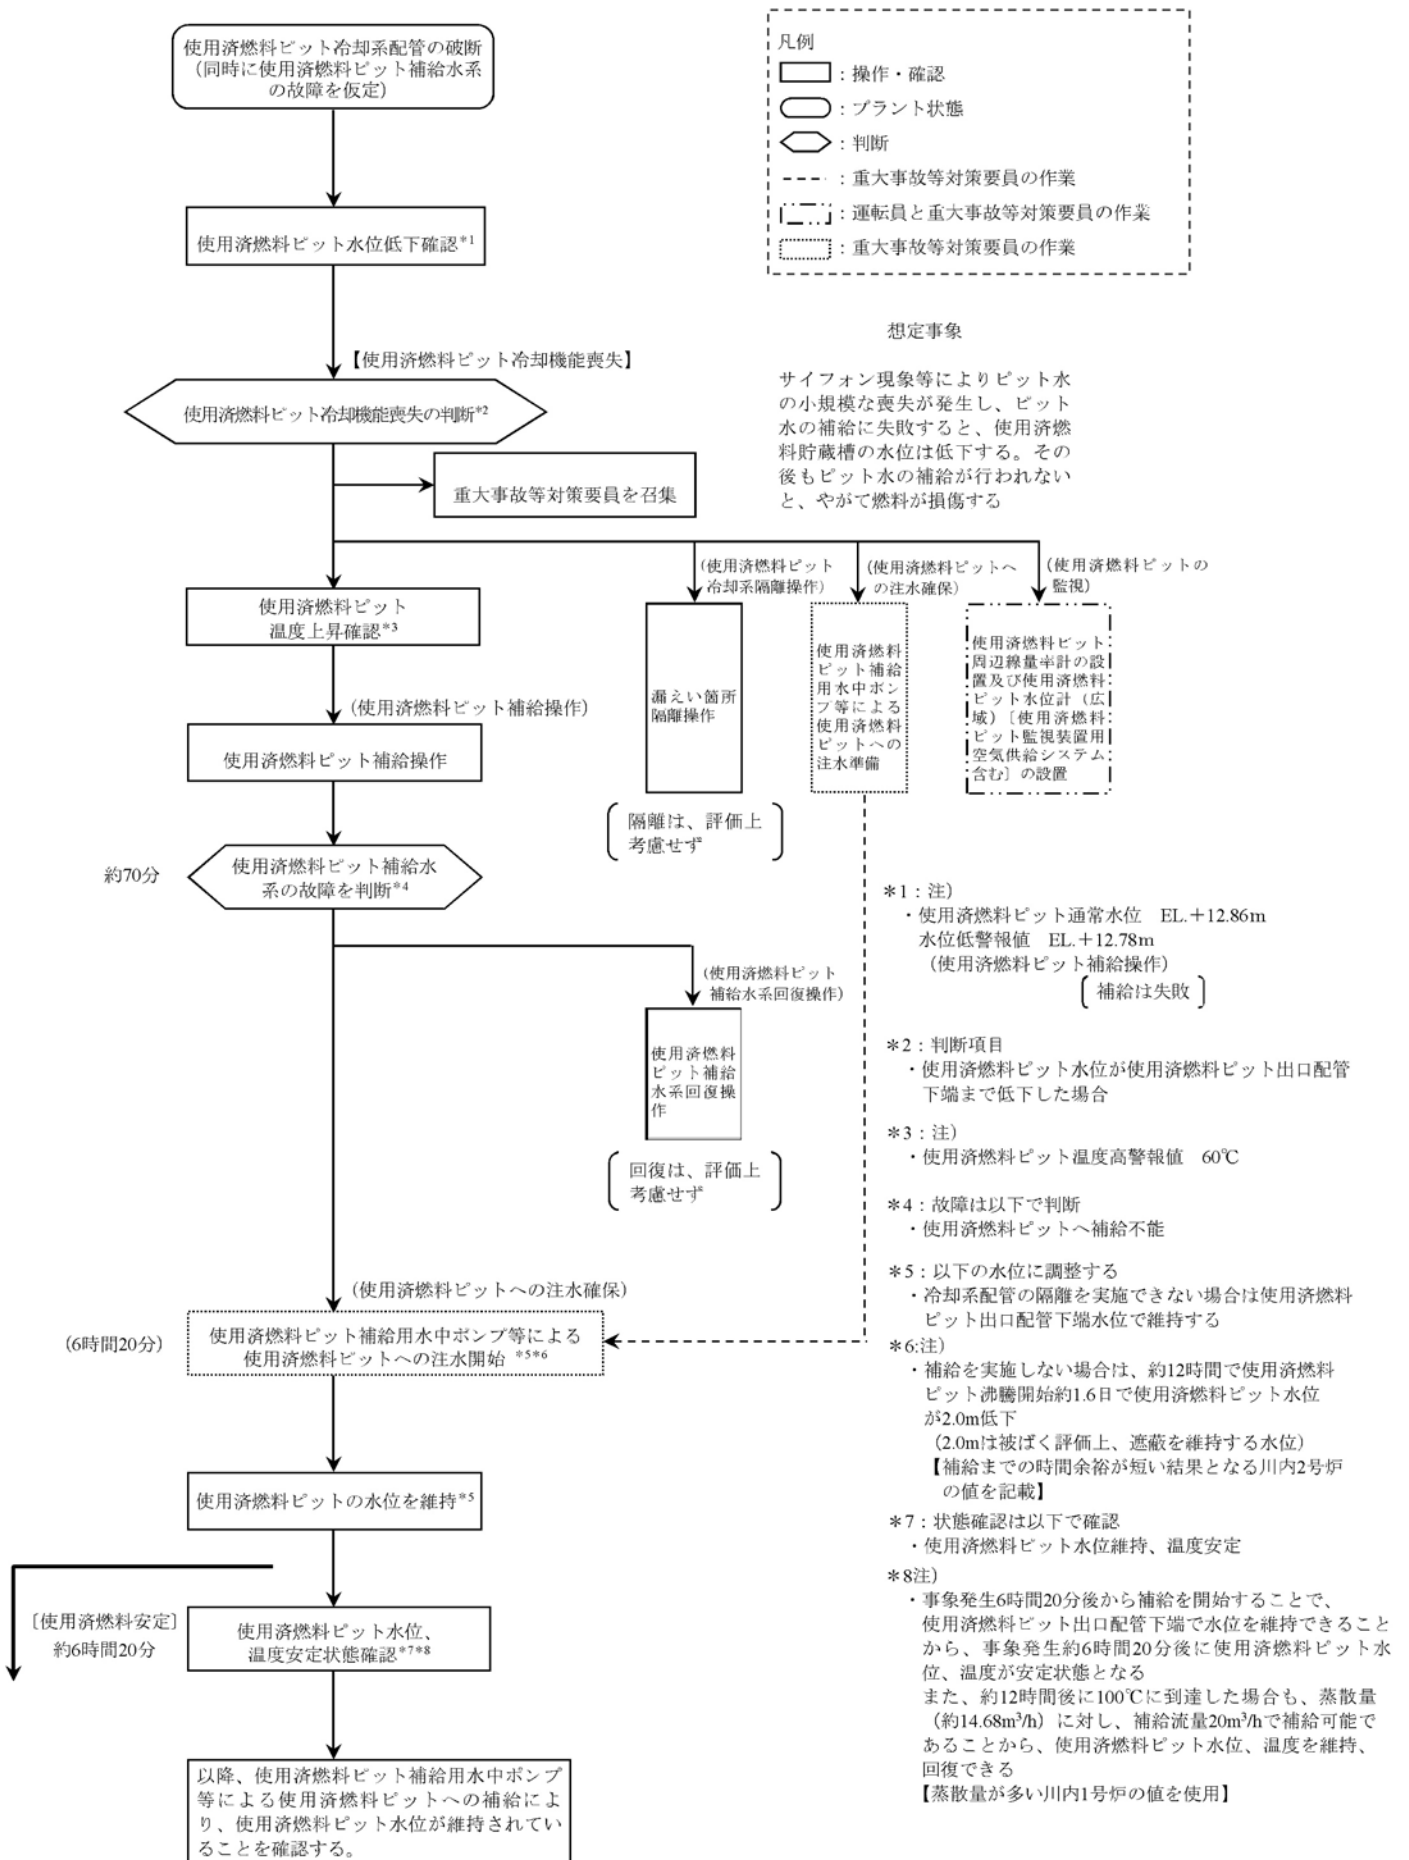 使用済燃料ピット冷却系配管の破断
（同時に使用済燃料ピット補給水系
の故障を仮定）
凡例
：操作・確認
：プラント状態
：判断
：重大事故等対策要員の作業
：運転員と重大事故等対策要員の作業
：重大事故等対策要員の作業
使用済燃料ピット水位低下確認*1
想定事象
サイフォン現象等によりピット水
の小規模な喪失が発生し、ピット
水の補給に失敗すると、使用済燃
料貯蔵槽の水位は低下する。その
後もピット水の補給が行われない
と、やがて燃料が損傷する
【使用済燃料ピット冷却機能喪失】
使用済燃料ピット冷却機能喪失の判断*2
重大事故等対策要員を召集
使用済燃料ピット
温度上昇確認*3
（使用済燃料ピット
冷却系隔離操作）
漏えい箇所
隔離操作
隔離は、評価上
考慮せず
（使用済燃料ピットへ
の注水確保）
使用済燃料
ピット補給
用水中ポン
プ等による
使用済燃料
ピットへの
注水準備
（使用済燃料ピットの
監視）
使用済燃料ピット
周辺線量率計の設
置及び使用済燃料
ピット水位計（広
域）〔使用済燃料
ピット監視装置用
空気供給システム
含む〕の設置
（使用済燃料ピット補給操作）
使用済燃料ピット補給操作
約70分
使用済燃料ピット補給水
系の故障を判断*4
（使用済燃料ピット
補給水系回復操作）
使用済燃料
ピット補給
水系回復操
作
回復は、評価上
考慮せず
（使用済燃料ピットへの注水確保）
（6時間20分）
使用済燃料ピット補給用水中ポンプ等による
使用済燃料ピットへの注水開始 *5*6
使用済燃料ピットの水位を維持*5
〔使用済燃料安定〕
約6時間20分
使用済燃料ピット水位、
温度安定状態確認*7*8
以降、使用済燃料ピット補給用水中ポンプ
等による使用済燃料ピットへの補給によ
り、使用済燃料ピット水位が維持されてい
ることを確認する。
＊1：注）
・使用済燃料ピット通常水位　EL.＋12.86m
水位低警報値　EL.＋12.78m
（使用済燃料ピット補給操作）
補給は失敗
＊2：判断項目
・使用済燃料ピット水位が使用済燃料ピット出口配管
下端まで低下した場合
＊3：注）
・使用済燃料ピット温度高警報値　60℃
＊4：故障は以下で判断
・使用済燃料ピットへ補給不能
＊5：以下の水位に調整する
・冷却系配管の隔離を実施できない場合は使用済燃料
ピット出口配管下端水位で維持する
＊6:注）
・補給を実施しない場合は、約12時間で使用済燃料
ピット沸騰開始約1.6日で使用済燃料ピット水位
が2.0m低下
（2.0mは被ばく評価上、遮蔽を維持する水位）
【補給までの時間余裕が短い結果となる川内2号炉
の値を記載】
＊7：状態確認は以下で確認
・使用済燃料ピット水位維持、温度安定
＊8注）
・事象発生6時間20分後から補給を開始することで、
使用済燃料ピット出口配管下端で水位を維持できること
から、事象発生約6時間20分後に使用済燃料ピット水
位、温度が安定状態となる
また、約12時間後に100℃に到達した場合も、蒸散量
（約14.68m³/h）に対し、補給流量20m³/hで補給可能で
あることから、使用済燃料ピット水位、温度を維持、
回復できる
【蒸散量が多い川内1号炉の値を使用】